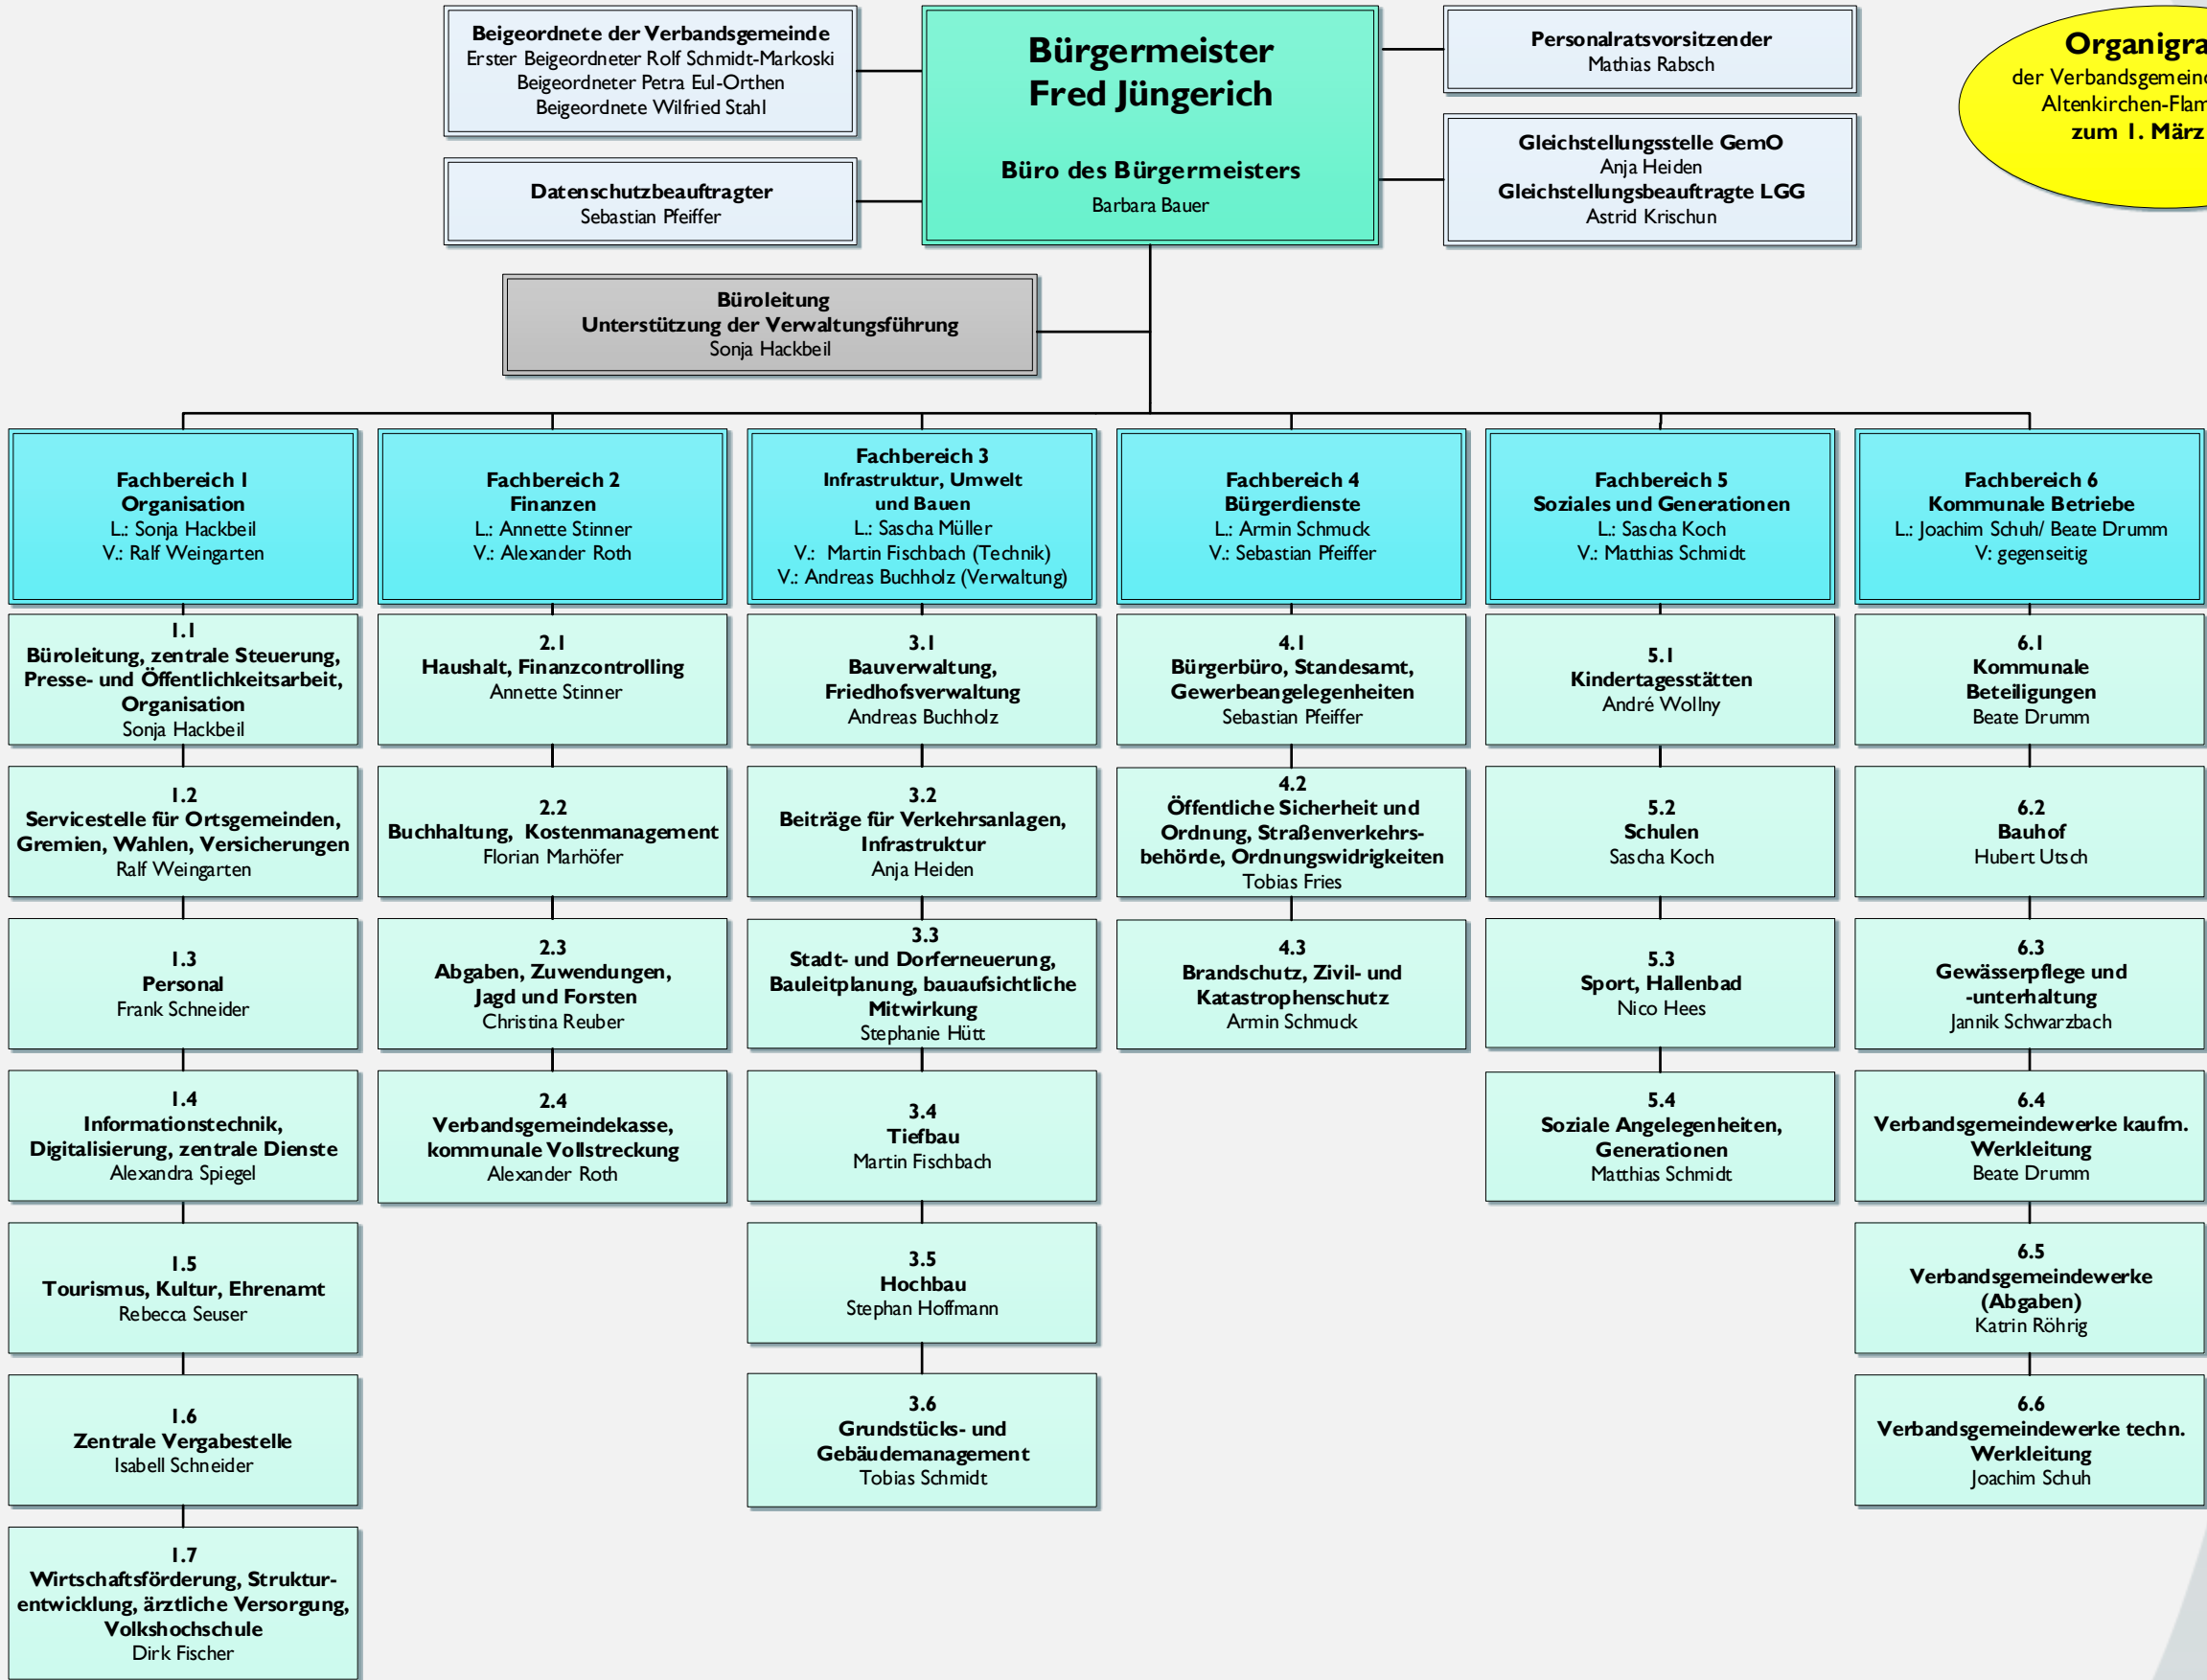 Beigeordnete der Verbandsgemeinde
Erster Beigeordneter Rolf Schmidt-Markoski
Beigeordneter Petra Eul-Orthen
Beigeordnete Wilfried Stahl
Datenschutzbeauftragter
Sebastian Pfeiffer
Bürgermeister
Fred Jüngerich
Büro des Bürgermeisters
Barbara Bauer
Personalratsvorsitzender
Mathias Rabsch
Gleichstellungsstelle GemO
Anja Heiden
Gleichstellungsbeauftragte LGG
Astrid Krischun
der
zum 1. März
Büroleitung
Unterstützung der Verwaltungsführung
Sonja Hackbeil
Fachbereich 1
Organisation
L.: Sonja Hackbeil
V.: Ralf Weingarten
1.1
Büroleitung, zentrale Steuerung,
Presse- und Öffentlichkeitsarbeit,
Organisation
Sonja Hackbeil
1.2
Servicestelle für Ortsgemeinden,
Gremien, Wahlen, Versicherungen
Ralf Weingarten
1.3
Personal
Frank Schneider
1.4
Informationstechnik,
Digitalisierung, zentrale Dienste
Alexandra Spiegel
1.5
Tourismus, Kultur, Ehrenamt
Rebecca Seuser
1.6
Zentrale Vergabestelle
Isabell Schneider
1.7
Wirtschaftsförderung, Struktur-
entwicklung, ärztliche Versorgung,
Volkshochschule
Dirk Fischer
Fachbereich 2
Finanzen
L.: Annette Stinner
V.: Alexander Roth
2.1
Haushalt, Finanzcontrolling
Annette Stinner
2.2
Buchhaltung, Kostenmanagement
Florian Marhöfer
2.3
Abgaben, Zuwendungen,
Jagd und Forsten
Christina Reuber
2.4
Verbandsgemeindekasse,
kommunale Vollstreckung
Alexander Roth
Fachbereich 3
Infrastruktur, Umwelt
und Bauen
L.: Sascha Müller
V.: Martin Fischbach (Technik)
V.: Andreas Buchholz (Verwaltung)
3.1
Bauverwaltung,
Friedhofsverwaltung
Andreas Buchholz
3.2
Beiträge für Verkehrsanlagen,
Infrastruktur
Anja Heiden
3.3
Stadt- und Dorferneuerung,
Bauleitplanung, bauaufsichtliche
Mitwirkung
Stephanie Hütt
3.4
Tiefbau
Martin Fischbach
3.5
Hochbau
Stephan Hoffmann
3.6
Grundstücks- und
Gebäudemanagement
Tobias Schmidt
Fachbereich 4
Bürgerdienste
L.: Armin Schmuck
V.: Sebastian Pfeiffer
4.1
Bürgerbüro, Standesamt,
Gewerbeangelegenheiten
Sebastian Pfeiffer
4.2
Öffentliche Sicherheit und
Ordnung, Straßenverkehrs-
behörde, Ordnungswidrigkeiten
Tobias Fries
4.3
Brandschutz, Zivil- und
Katastrophenschutz
Armin Schmuck
Fachbereich 5
Soziales und Generationen
L.: Sascha Koch
V.: Matthias Schmidt
5.1
Kindertagesstätten
André Wollny
5.2
Schulen
Sascha Koch
5.3
Sport, Hallenbad
Nico Hees
5.4
Soziale Angelegenheiten,
Generationen
Matthias Schmidt
Fachbereich 6
Kommunale Betriebe
L.: Joachim Schuh/ Beate Drumm
V: gegenseitig
6.1
Kommunale
Beteiligungen
Beate Drumm
6.2
Bauhof
Hubert Utsch
6.3
Gewässerpflege und
-unterhaltung
Jannik Schwarzbach
6.4
Verbandsgemeindewerke kaufm.
Werkleitung
Beate Drumm
6.5
Verbandsgemeindewerke
(Abgaben)
Katrin Röhrig
6.6
Verbandsgemeindewerke techn.
Werkleitung
Joachim Schuh